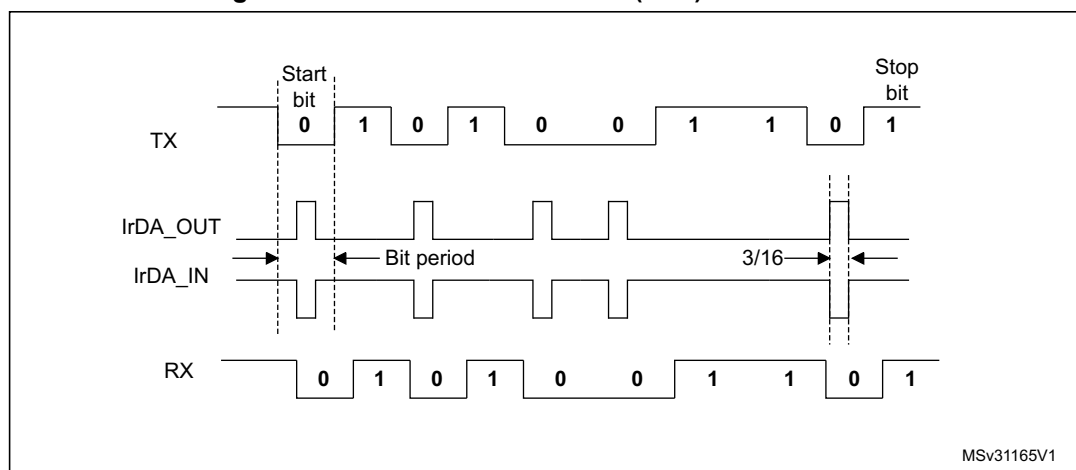 Start
bit
Stop
bit
TX
0 1 0 1 0 0 1 1 0 1
IrDA_OUT
Bit period
3/16
IrDA_IN
RX
0 1 0 1 0 0 1 1 0 1
MSv31165V1